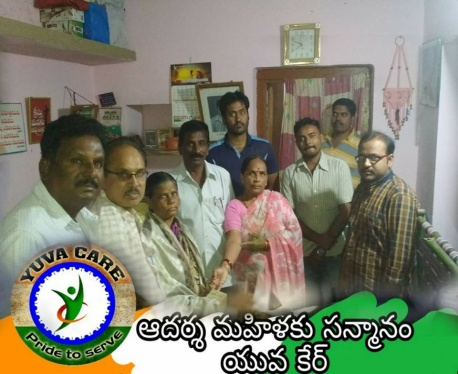 YUVA CARE
Pride to serve
ఆదర్శ మహిళకు సన్మానం
యువ కేర్